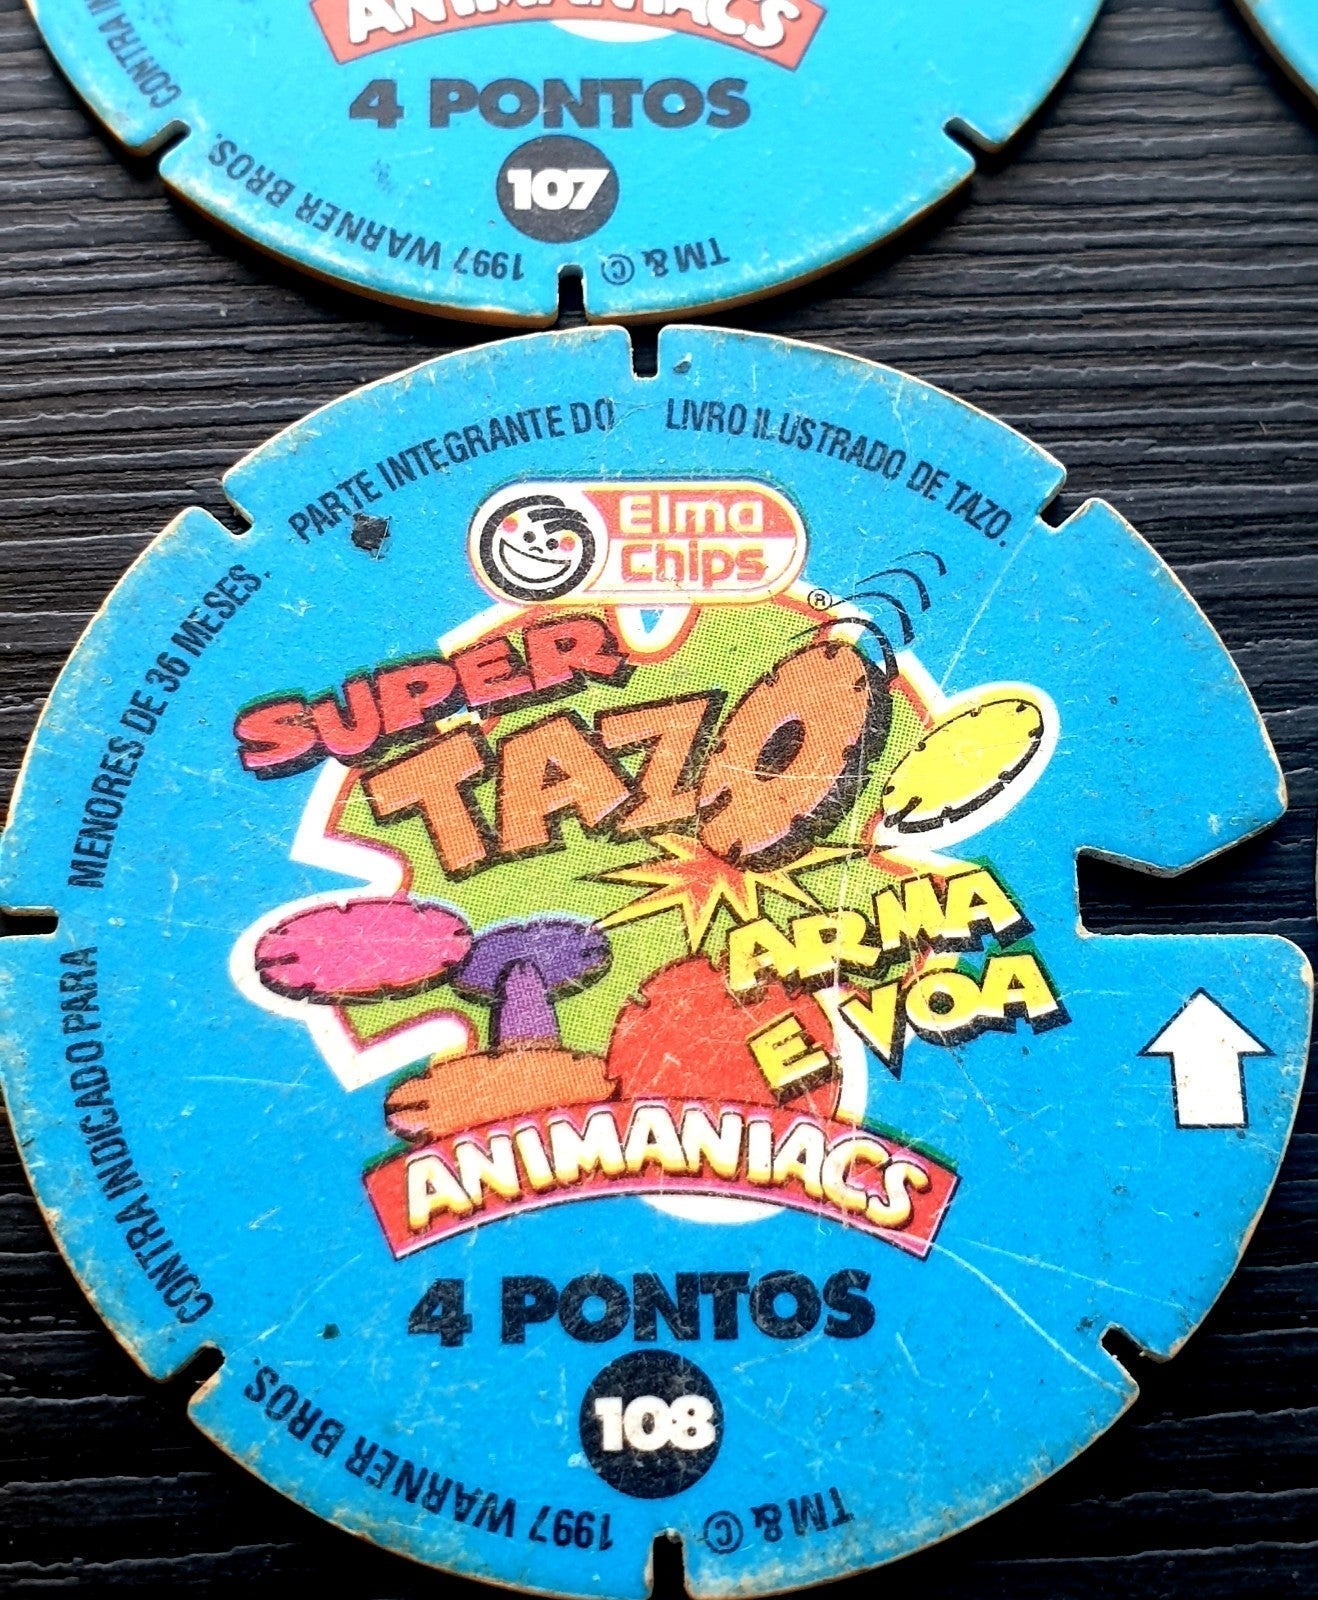 ANIMANIACS
4 PONTOS
107
CONTRA IN
1997 WARNER BROS.
TM & ©
PARTE INTEGRANTE DO LIVRO ILUSTRADO DE TAZO.
Elma
Chips
®
SUPER
TAZO
ARMA
E VOA
ANIMANIACS
4 PONTOS
108
CONTRA INDICADO PARA MENORES DE 36 MESES.
TM & © 1997 WARNER BROS.